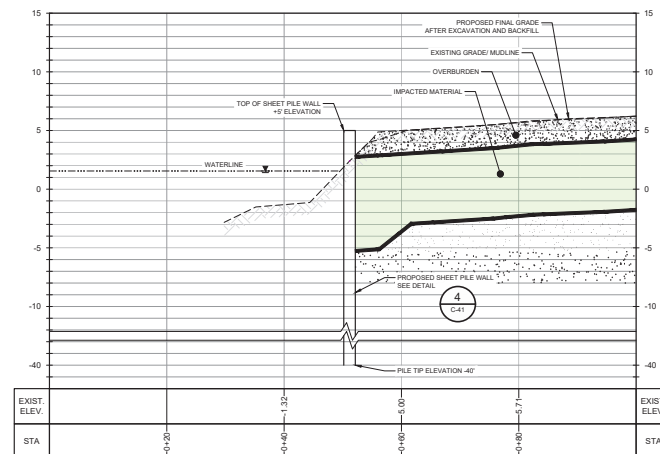 15
15
PROPOSED FINAL GRADE
AFTER EXCAVATION AND BACKFILL
EXISTING GRADE/ MUDLINE
10
10
OVERBURDEN
IMPACTED MATERIAL
TOP OF SHEET PILE WALL
+5' ELEVATION
5
5
WATERLINE
0
0
-5
-5
PROPOSED SHEET PILE WALL
SEE DETAIL
4
C-41
-10
-10
-40
-40
PILE TIP ELEVATION -40'
EXIST.
ELEV.
-1.32
5.00
5.71
EXIST.
ELEV.
STA
-0+20
-0+40
-0+60
-0+80
STA